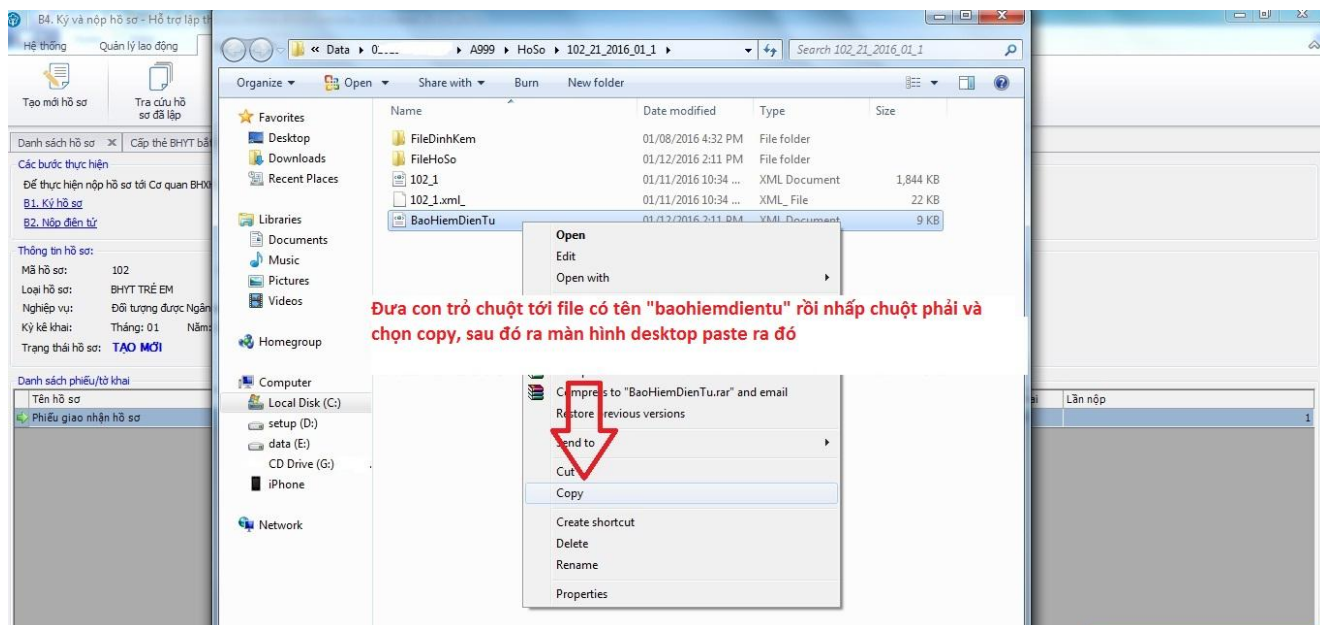 B4. Ký và nộp hồ sơ - Hỗ trợ lập
Hệ thống Quản lý lao động
Tạo mới hồ sơ
Tra cứu hồ
sơ đã lập
Danh sách hồ sơ Cấp thẻ BHYT
Các bước thực hiện
Để thực hiện nộp hồ sơ tới Cơ quan
B1. Ký hồ sơ
B2. Nộp điện tử
Thông tin hồ sơ:
Mã hồ sơ: 102
Loại hồ sơ: BHYT TRẺ EM
Nghiệp vụ: Đối tượng được Ngân
Kỳ kê khai: Tháng: 01 Năm:
Trạng thái hồ sơ: TẠO MỚI
Danh sách phiếu/tờ khai
Tên hồ sơ Lần nộp
Phiếu giao nhận hồ sơ 1
« Data A999 HoSo 102_21_2016_01_1
Search 102_21_2016_01_1
Organize Open Share with Burn New folder
Favorites
Desktop
Downloads
Recent Places
Libraries
Documents
Music
Pictures
Videos
Homegroup
Computer
Local Disk (C:)
setup (D:)
data (E:)
CD Drive (G:)
iPhone
Network
Name Date modified Type Size
FileDinhKem 01/08/2016 4:32 PM File folder
FileHoSo 01/12/2016 2:11 PM File folder
102_1 01/11/2016 10:34 ... XML Document 1,844 KB
102_1.xml_ 01/11/2016 10:34 ... XML_ File 22 KB
BaoHiemDienTu 01/12/2016 2:11 PM XML Document 9 KB
Open
Edit
Open with
Đưa con trỏ chuột tới file có tên "baohiemdientu" rồi nhấp chuột phải và
chọn copy, sau đó ra màn hình desktop paste ra đó
Compress to "BaoHiemDienTu.rar" and email
Restore previous versions
Send to
Cut
Copy
Create shortcut
Delete
Rename
Properties